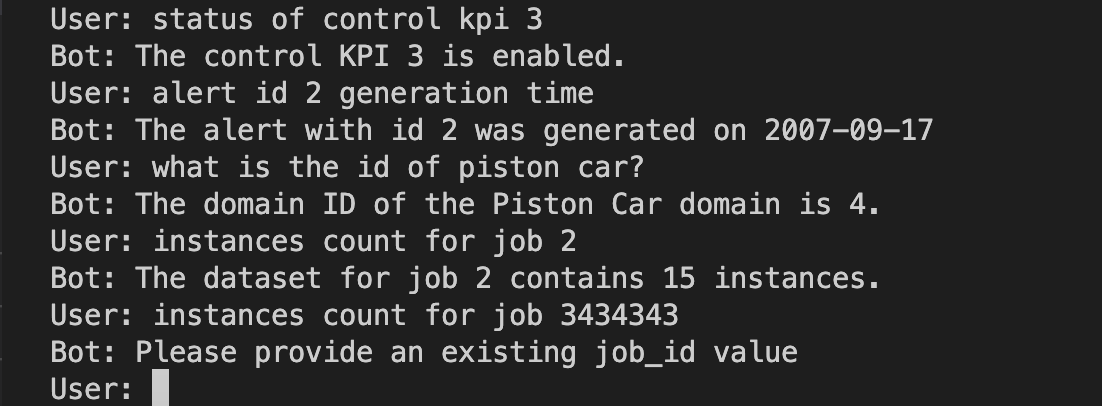 User: status of control kpi 3
Bot: The control KPI 3 is enabled.
User: alert id 2 generation time
Bot: The alert with id 2 was generated on 2007-09-17
User: what is the id of piston car?
Bot: The domain ID of the Piston Car domain is 4.
User: instances count for job 2
Bot: The dataset for job 2 contains 15 instances.
User: instances count for job 3434343
Bot: Please provide an existing job_id value
User: